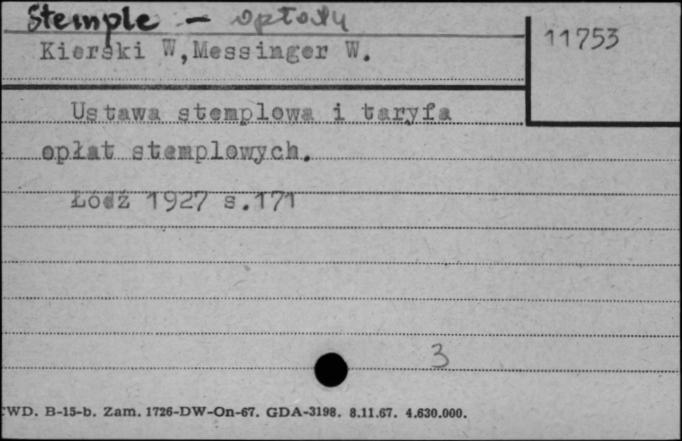 Stemple - opłaty
11753
Kierski W,Messinger W.
Ustawa stemplowa i taryfa
opłat stemplowych.
Łódź 1927 s.171
3
WD. B-15-b. Zam. 1726-DW-On-67. GDA-3198. 8.11.67. 4.630.000.